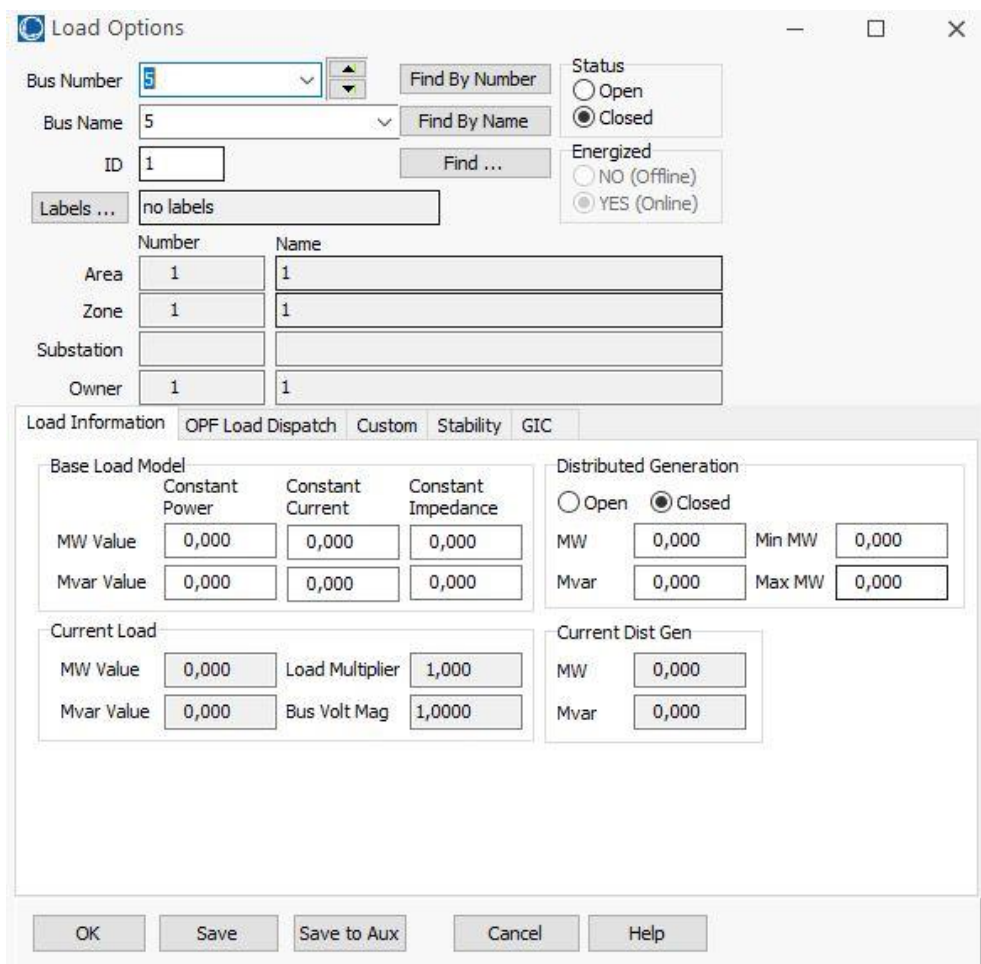 Load Options
Bus Number 5 Find By Number
Status
Open
Closed
Bus Name 5 Find By Name
ID 1 Find ...
Energized
NO (Offline)
YES (Online)
Labels ... no labels
Number Name
Area 1 1
Zone 1 1
Substation
Owner 1 1
Load Information OPF Load Dispatch Custom Stability GIC
Base Load Model
Constant Power Constant Current Constant Impedance
MW Value 0,000 0,000 0,000
Mvar Value 0,000 0,000 0,000
Distributed Generation
Open Closed
MW 0,000 Min MW 0,000
Mvar 0,000 Max MW 0,000
Current Load
MW Value 0,000 Load Multiplier 1,000
Mvar Value 0,000 Bus Volt Mag 1,0000
Current Dist Gen
MW 0,000
Mvar 0,000
OK Save Save to Aux Cancel Help